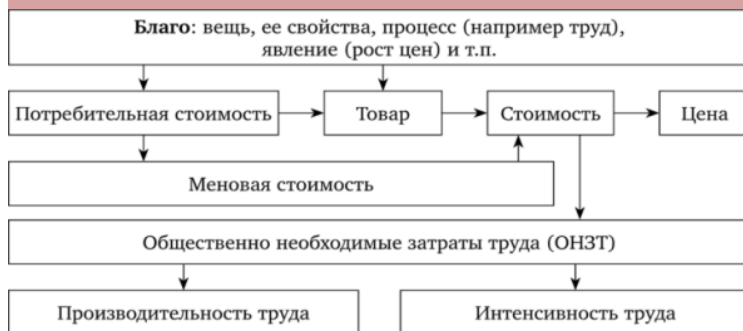 Благо: вещь, ее свойства, процесс (например труд),
явление (рост цен) и т.п.
Потребительная стоимость
Товар
Стоимость
Цена
Меновая стоимость
Общественно необходимые затраты труда (ОНЗТ)
Производительность труда
Интенсивность труда